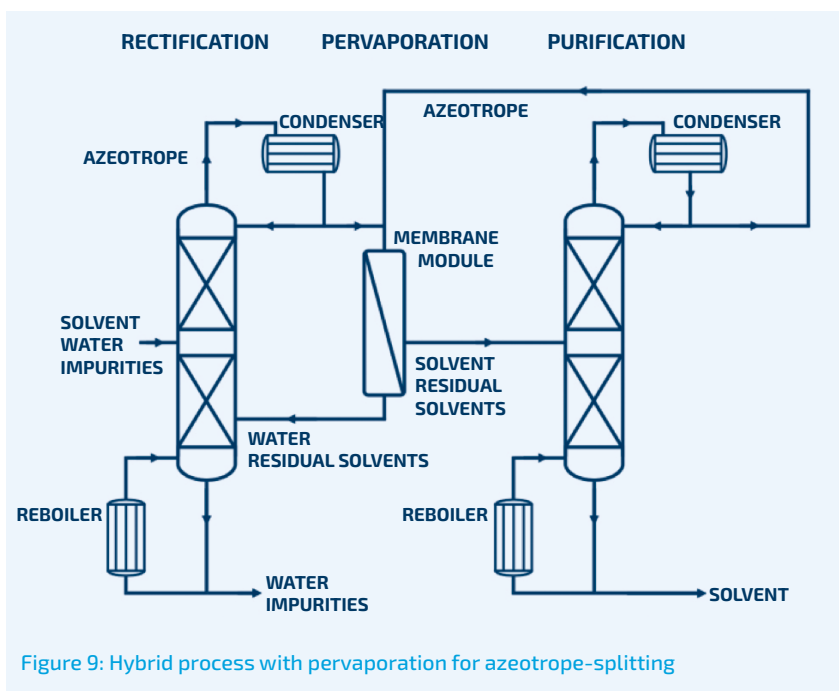 RECTIFICATION PERVAPORATION PURIFICATION
AZEOTROPE
CONDENSER
CONDENSER
AZEOTROPE
MEMBRANE
MODULE
SOLVENT
WATER
IMPURITIES
SOLVENT
RESIDUAL
SOLVENTS
WATER
RESIDUAL SOLVENTS
REBOILER
REBOILER
WATER
IMPURITIES
SOLVENT
Figure 9: Hybrid process with pervaporation for azeotrope-splitting